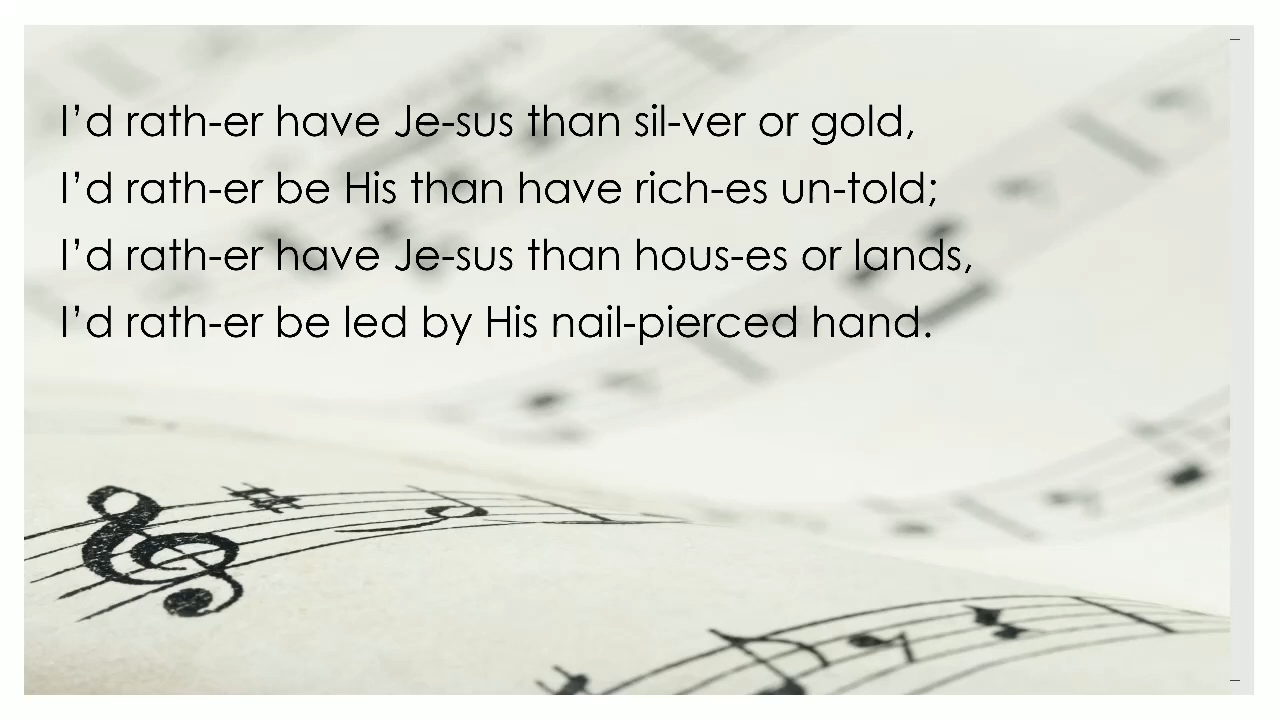 I’d rath-er have Je-sus than sil-ver or gold,
I’d rath-er be His than have rich-es un-told;
I’d rath-er have Je-sus than hous-es or lands,
I’d rath-er be led by His nail-pierced hand.